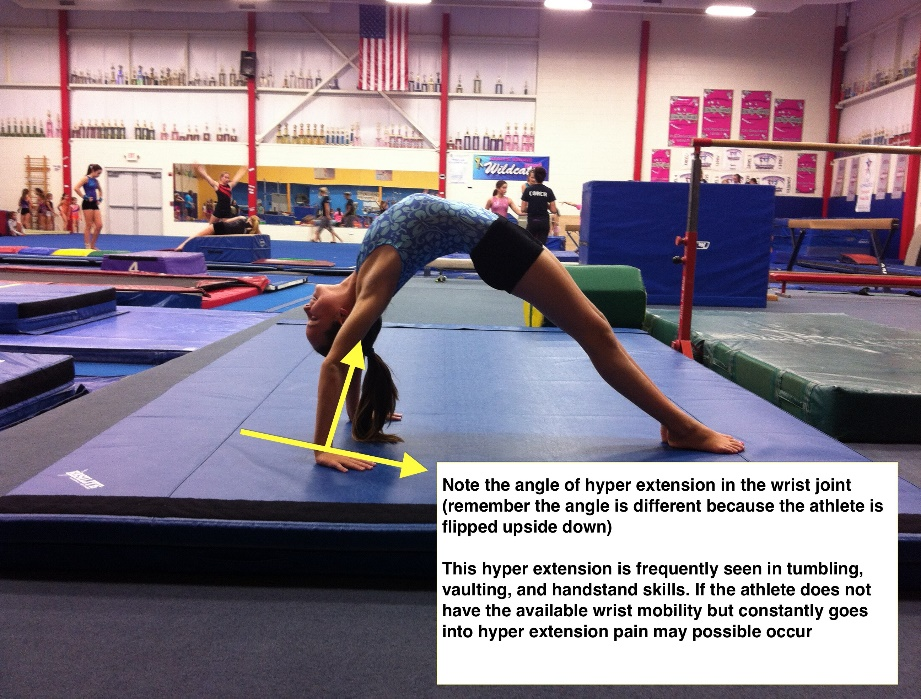 Wildcats
COACH
4
Note the angle of hyper extension in the wrist joint
(remember the angle is different because the athlete is
flipped upside down)
This hyper extension is frequently seen in tumbling,
vaulting, and handstand skills. If the athlete does not
have the available wrist mobility but constantly goes
into hyper extension pain may possible occur